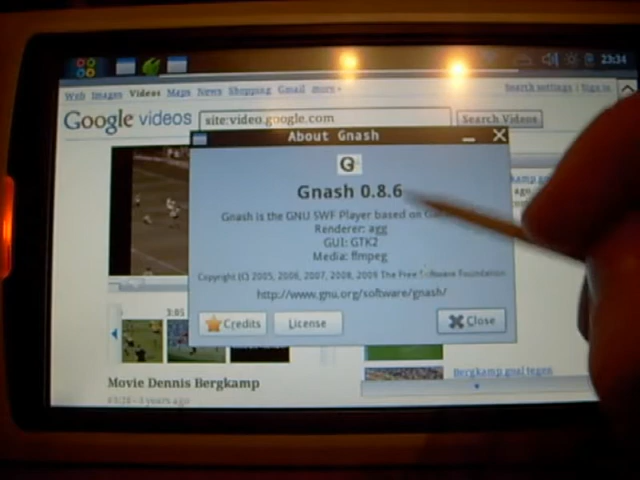 23:34
Web Images Videos Maps News Shopping Gmail more
Search settings | Sign in
Google videos
site:video.google.com
Search Videos
About Gnash
G
Gnash 0.8.6
Gnash is the GNU SWF Player based on
Renderer: agg
GUI: GTK2
Media: ffmpeg
Copyright (C) 2005, 2006, 2007, 2008, 2009 The Free Software Foundation
http://www.gnu.org/software/gnash/
Credits
License
Close
3:05
Movie Dennis Bergkamp
years ago
Bergkamp goal tegen